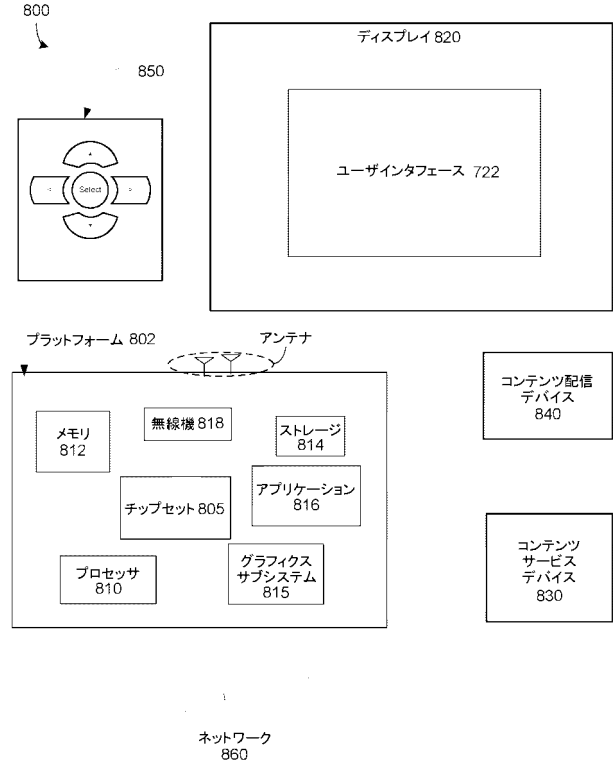 800
850
ディスプレイ 820
ユーザインタフェース 722
Select
プラットフォーム 802
アンテナ
メモリ
812
無線機 818
ストレージ
814
チップセット 805
アプリケーション
816
プロセッサ
810
グラフィクス
サブシステム
815
コンテンツ配信
デバイス
840
コンテンツ
サービス
デバイス
830
ネットワーク
860